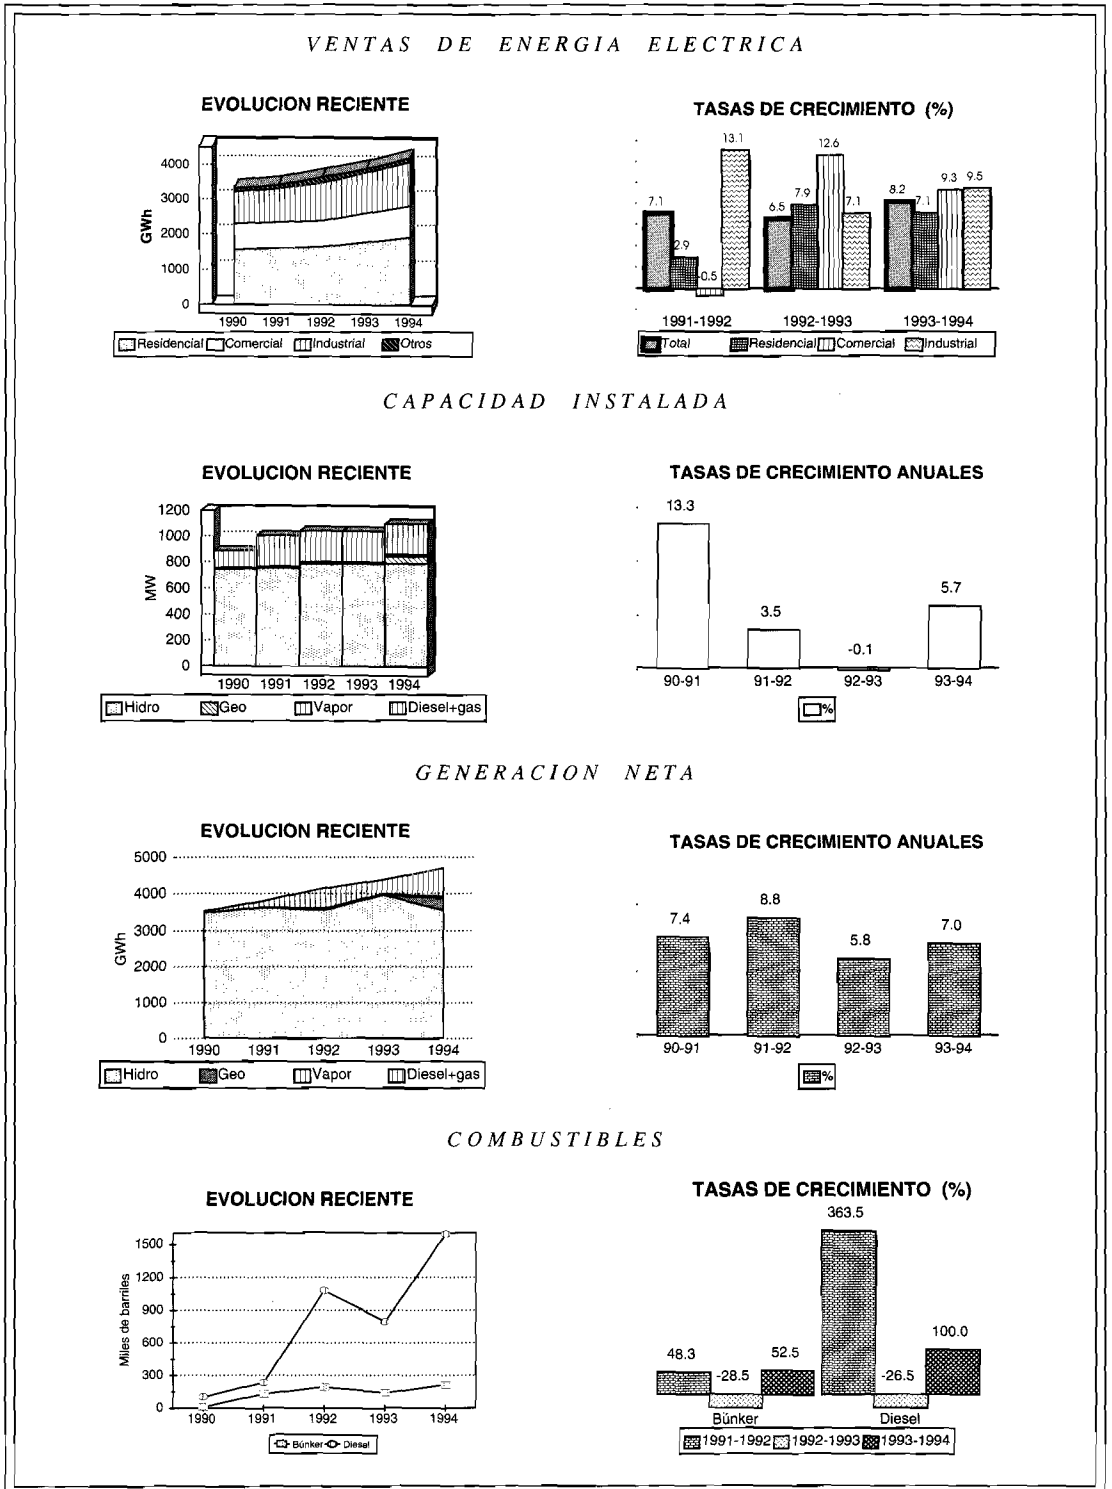 VENTAS DE ENERGIA ELECTRICA
EVOLUCION RECIENTE
GWh
4000
3000
2000
1000
0
1990 1991 1992 1993 1994
Residencial Comercial Industrial Otros
TASAS DE CRECIMIENTO (%)
7.1 2.9 -0.5 13.1 6.5 7.9 12.6 7.1 8.2 7.1 9.3 9.5
1991-1992 1992-1993 1993-1994
Total Residencial Comercial Industrial
CAPACIDAD INSTALADA
EVOLUCION RECIENTE
MW
1200
1000
800
600
400
200
0
1990 1991 1992 1993 1994
Hidro Geo Vapor Diesel+gas
TASAS DE CRECIMIENTO ANUALES
13.3 3.5 -0.1 5.7
90-91 91-92 92-93 93-94
%
GENERACION NETA
EVOLUCION RECIENTE
GWh
5000
4000
3000
2000
1000
0
1990 1991 1992 1993 1994
Hidro Geo Vapor Diesel+gas
TASAS DE CRECIMIENTO ANUALES
7.4 8.8 5.8 7.0
90-91 91-92 92-93 93-94
%
COMBUSTIBLES
EVOLUCION RECIENTE
Miles de barriles
1500
1200
900
600
300
0
1990 1991 1992 1993 1994
Búnker Diesel
TASAS DE CRECIMIENTO (%)
48.3 -28.5 52.5 363.5 -26.5 100.0
Búnker Diesel
1991-1992 1992-1993 1993-1994